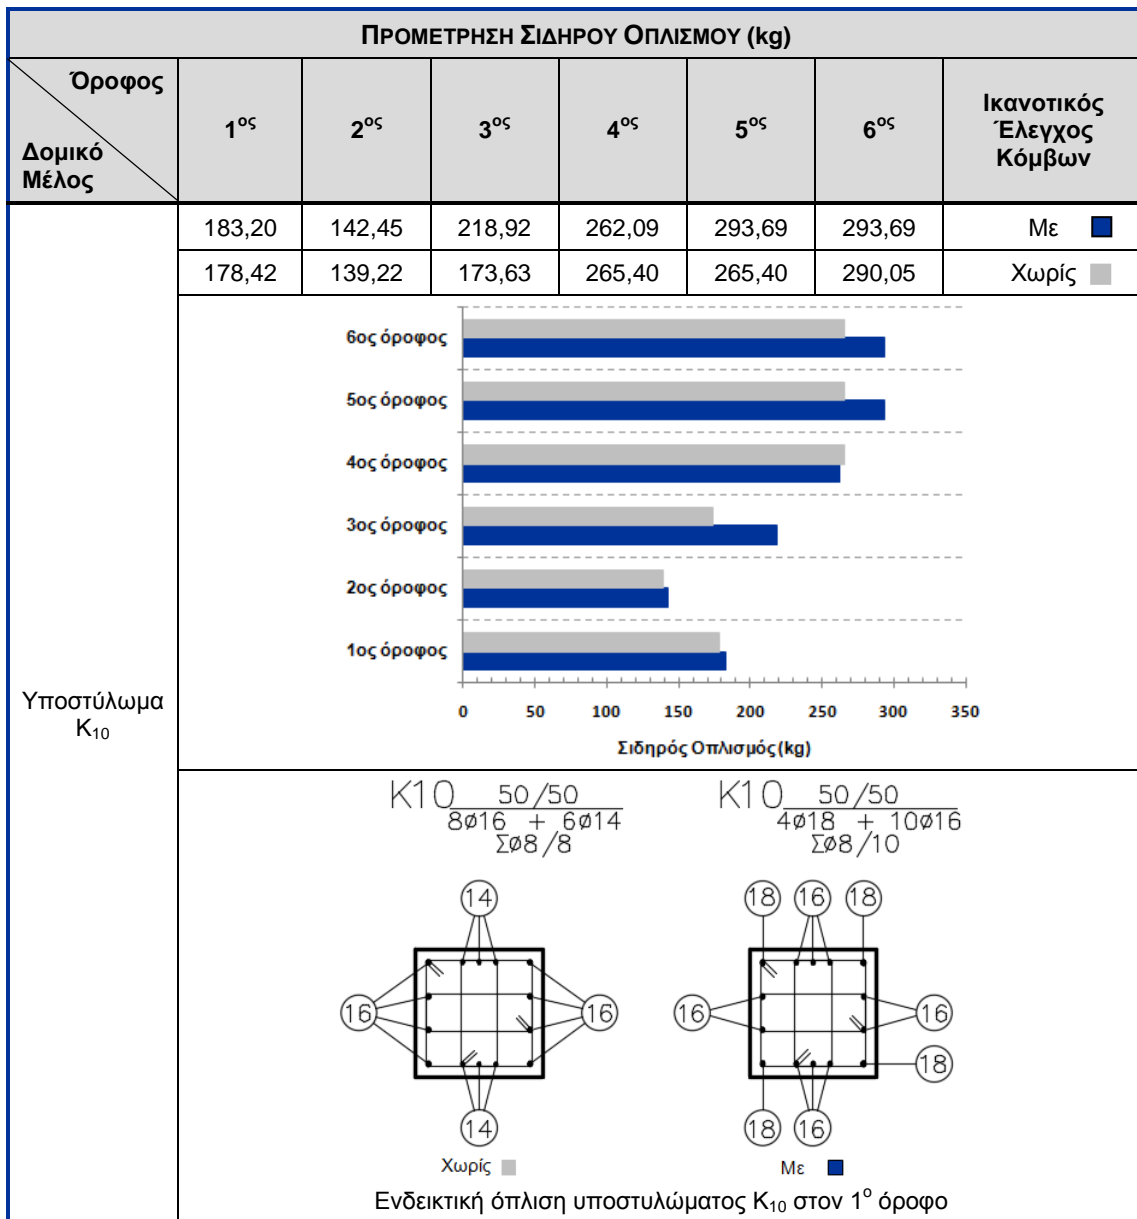 ΠΡΟΜΕΤΡΗΣΗ ΣΙΔΗΡΟΥ ΟΠΛΙΣΜΟΥ (kg)
Όροφος
Δομικό
Μέλος
1ος 2ος 3ος 4ος 5ος 6ος
Ικανοτικός
Έλεγχος
Κόμβων
183,20 142,45 218,92 262,09 293,69 293,69 Με
178,42 139,22 173,63 265,40 265,40 290,05 Χωρίς
Υποστύλωμα
Κ10
6ος όροφος
5ος όροφος
4ος όροφος
3ος όροφος
2ος όροφος
1ος όροφος
0 50 100 150 200 250 300 350
Σιδηρός Οπλισμός (kg)
K10 50/50
8ø16 + 6ø14
Σø8/8
K10 50/50
4ø18 + 10ø16
Σø8/10
14
16 16
14
18 16 18
16 16
18
18 16
Χωρίς
Με
Ενδεικτική όπλιση υποστυλώματος Κ10 στον 1ο όροφο